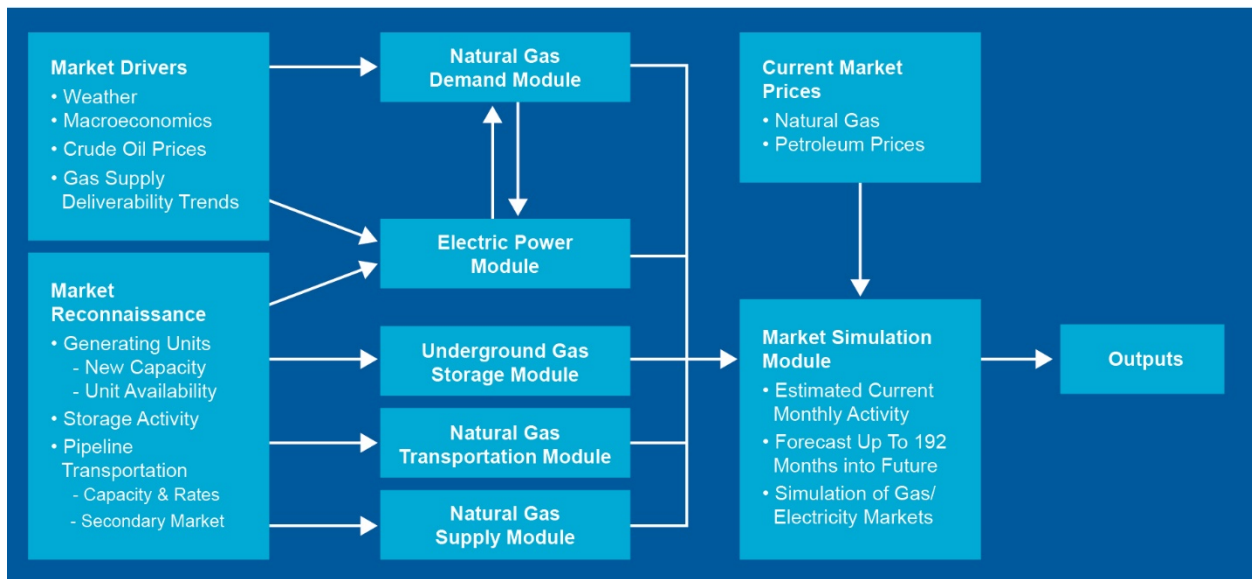 Market Drivers
• Weather
• Macroeconomics
• Crude Oil Prices
• Gas Supply
Deliverability Trends
Market
Reconnaissance
• Generating Units
- New Capacity
- Unit Availability
• Storage Activity
• Pipeline
Transportation
- Capacity & Rates
- Secondary Market
Natural Gas
Demand Module
Electric Power
Module
Underground Gas
Storage Module
Natural Gas
Transportation Module
Natural Gas
Supply Module
Current Market
Prices
• Natural Gas
• Petroleum Prices
Market Simulation
Module
• Estimated Current
Monthly Activity
• Forecast Up To 192
Months into Future
• Simulation of Gas/
Electricity Markets
Outputs